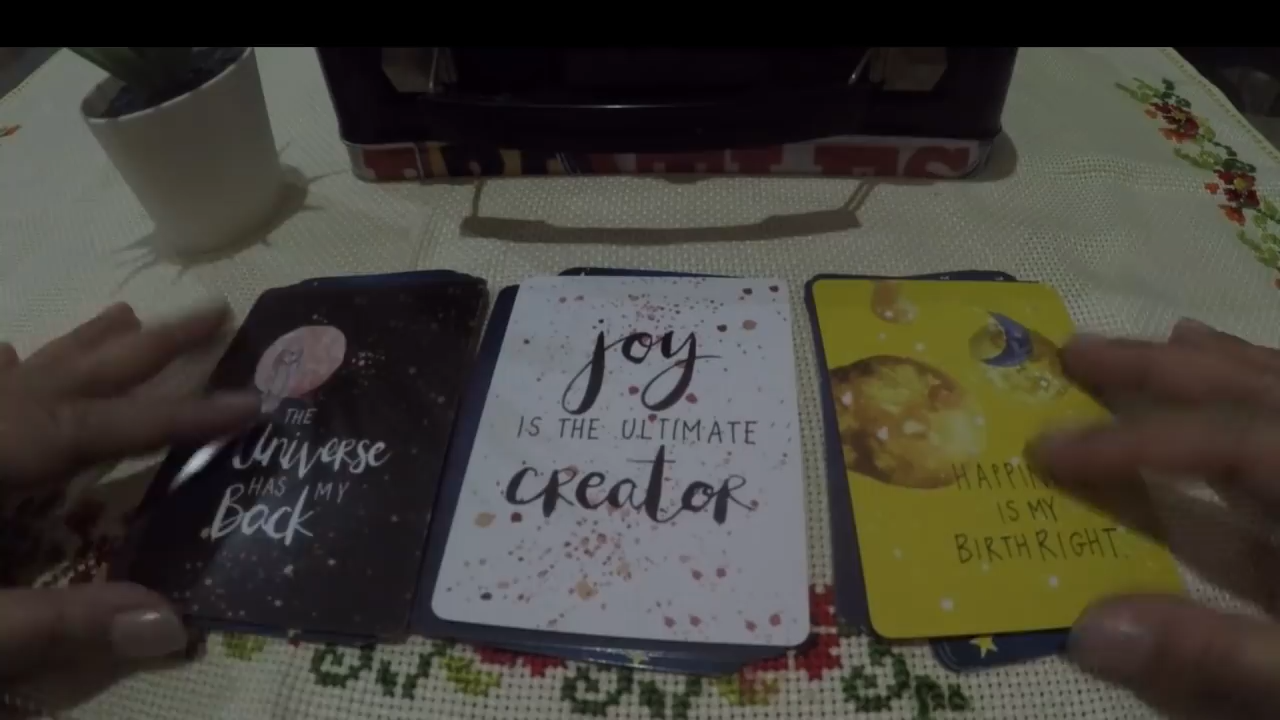 THE
Universe
HAS MY
Back
joy
IS THE ULTIMATE
creator
IS MY
BIRTHRIGHT.